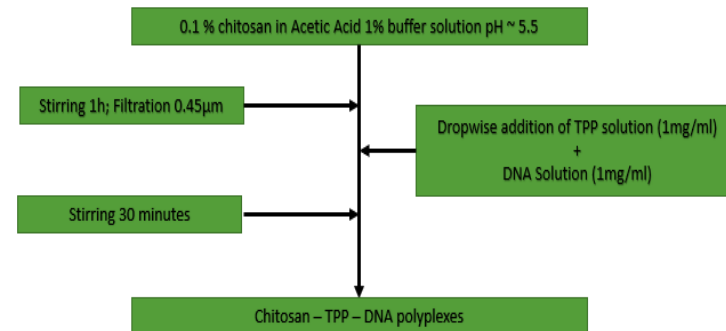 0.1 % chitosan in Acetic Acid 1% buffer solution pH ~ 5.5
Stirring 1h; Filtration 0.45µm
Dropwise addition of TPP solution (1mg/ml)
+
DNA Solution (1mg/ml)
Stirring 30 minutes
Chitosan – TPP – DNA polyplexes